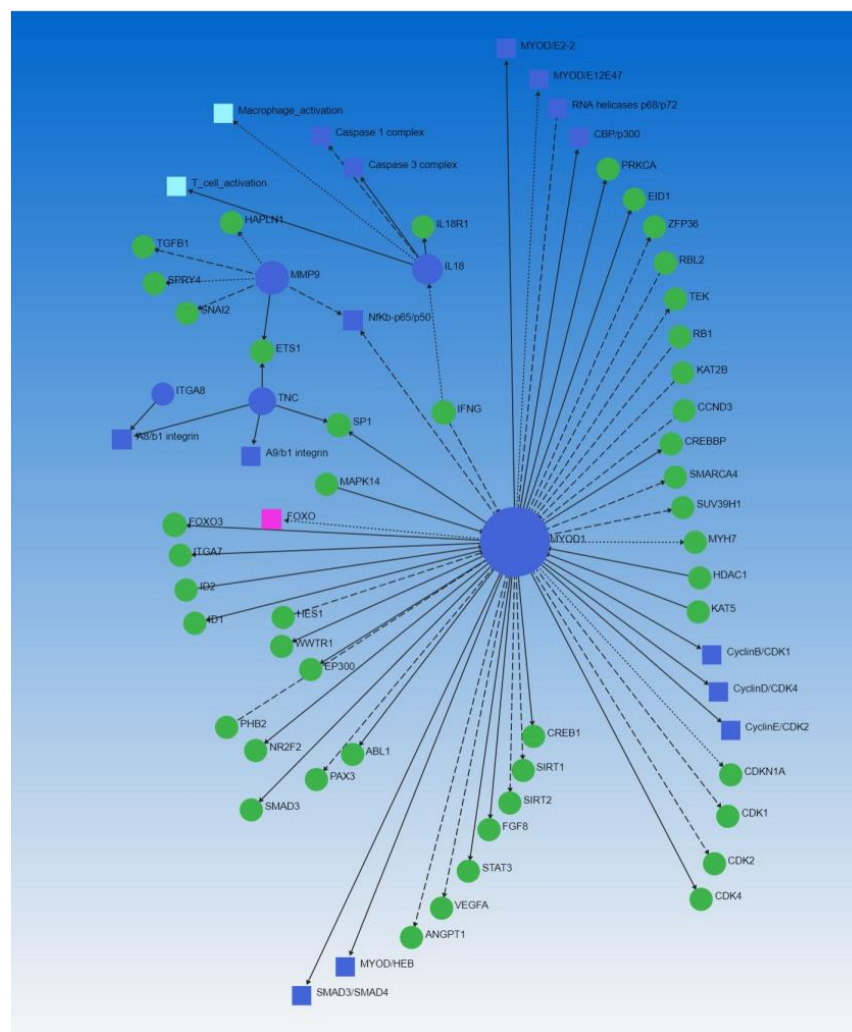 MYOD/E2-2
MYOD/E12E47
Macrophage_activation
RNA helicases p68/p72
Caspase 1 complex
CBP/p300
Caspase 3 complex
PRKCA
T_cell_activation
EID1
HAPLN1
IL18R1
ZFP36
TGFB1
RBL2
MMP9
IL18
SPRY4
TEK
SNAI2
NfKb-p65/p50
RB1
ETS1
KAT2B
ITGA8
TNC
IFNG
CCND3
SP1
A8/b1 integrin
CREBBP
A9/b1 integrin
MAPK14
SMARCA4
SUV39H1
FOXO
FOXO3
MYOD1
MYH7
ITGA7
HDAC1
ID2
KAT5
HES1
ID1
WWTR1
CyclinB/CDK1
EP300
CyclinD/CDK4
PHB2
CyclinE/CDK2
CREB1
NR2F2
ABL1
SIRT1
CDKN1A
PAX3
SIRT2
SMAD3
CDK1
FGF8
CDK2
STAT3
CDK4
VEGFA
ANGPT1
MYOD/HEB
SMAD3/SMAD4